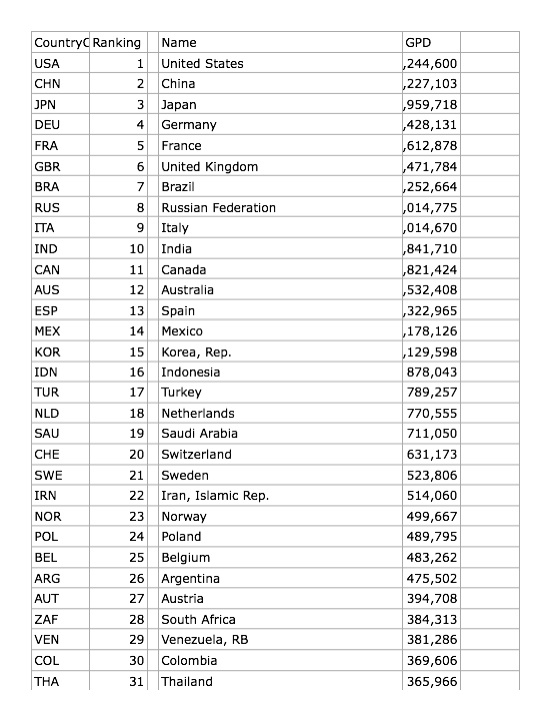 CountryC Ranking Name GPD
USA 1 United States ,244,600
CHN 2 China ,227,103
JPN 3 Japan ,959,718
DEU 4 Germany ,428,131
FRA 5 France ,612,878
GBR 6 United Kingdom ,471,784
BRA 7 Brazil ,252,664
RUS 8 Russian Federation ,014,775
ITA 9 Italy ,014,670
IND 10 India ,841,710
CAN 11 Canada ,821,424
AUS 12 Australia ,532,408
ESP 13 Spain ,322,965
MEX 14 Mexico ,178,126
KOR 15 Korea, Rep. ,129,598
IDN 16 Indonesia 878,043
TUR 17 Turkey 789,257
NLD 18 Netherlands 770,555
SAU 19 Saudi Arabia 711,050
CHE 20 Switzerland 631,173
SWE 21 Sweden 523,806
IRN 22 Iran, Islamic Rep. 514,060
NOR 23 Norway 499,667
POL 24 Poland 489,795
BEL 25 Belgium 483,262
ARG 26 Argentina 475,502
AUT 27 Austria 394,708
ZAF 28 South Africa 384,313
VEN 29 Venezuela, RB 381,286
COL 30 Colombia 369,606
THA 31 Thailand 365,966